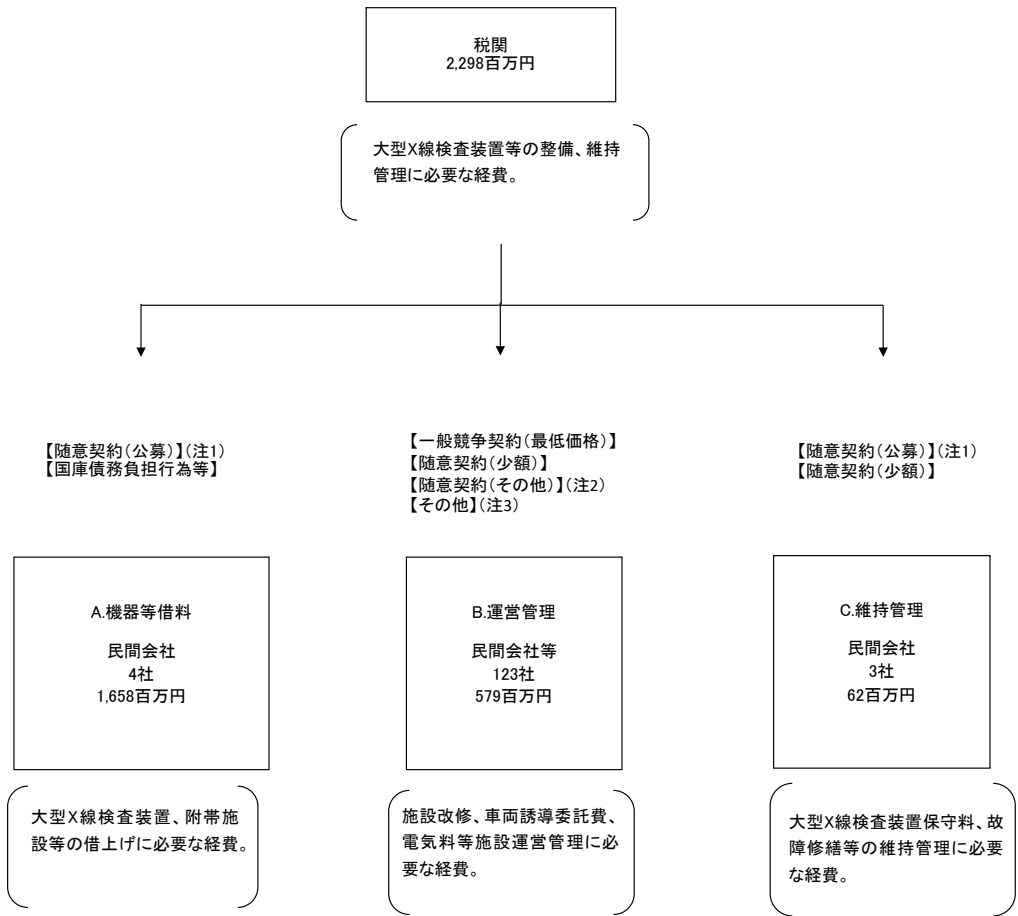 税関
2,298百万円
大型X線検査装置等の整備、維持
管理に必要な経費。
【随意契約（公募）】(注1)
【国庫債務負担行為等】
【一般競争契約（最低価格）】
【随意契約（少額）】
【随意契約（その他）】(注2)
【その他】(注3)
【随意契約（公募）】(注1)
【随意契約（少額）】
A.機器等借料
民間会社
4社
1,658百万円
B.運営管理
民間会社等
123社
579百万円
C.維持管理
民間会社
3社
62百万円
大型X線検査装置、附帯施
設等の借上げに必要な経費。
施設改修、車両誘導委託費、
電気料等施設運営管理に必
要な経費。
大型X線検査装置保守料、故
障修繕等の維持管理に必要
な経費。